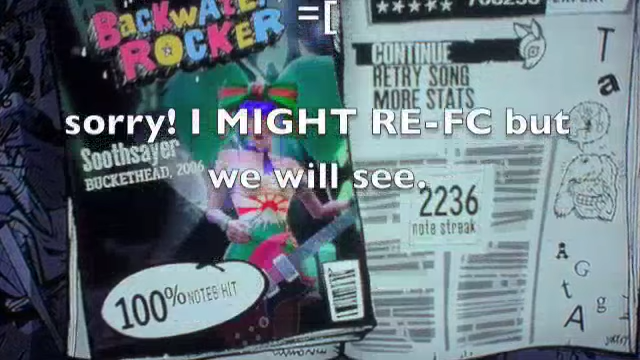 BACKWATER
ROCKER
=[
CONTINUE
RETRY SONG
MORE STATS
sorry! I MIGHT RE-FC but
we will see.
Soothsayer
BUCKETHEAD, 2006
2236
note streak
100% NOTES HIT